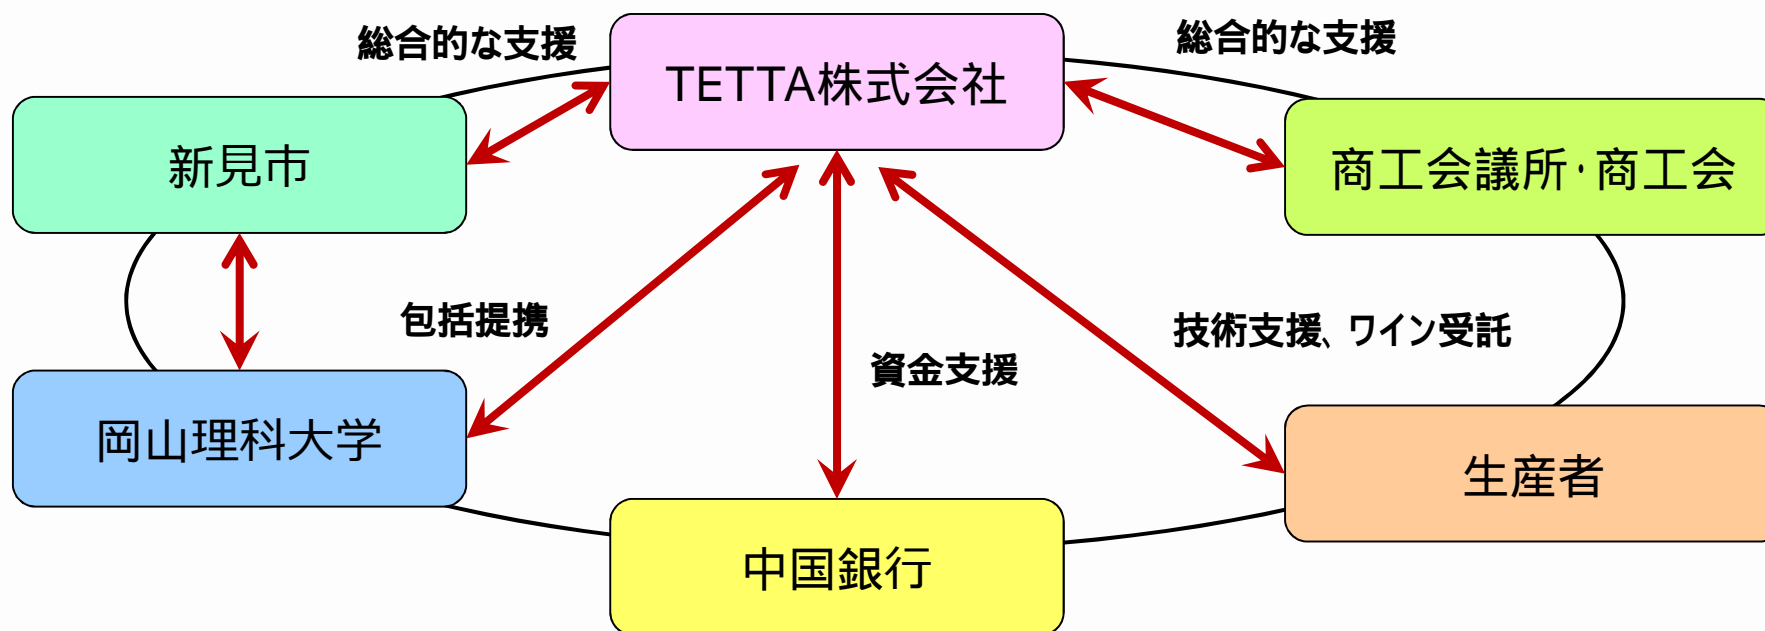 総合的な支援
TETTA株式会社
総合的な支援
新見市
商工会議所・商工会
包括提携
資金支援
技術支援、ワイン受託
岡山理科大学
生産者
中国銀行